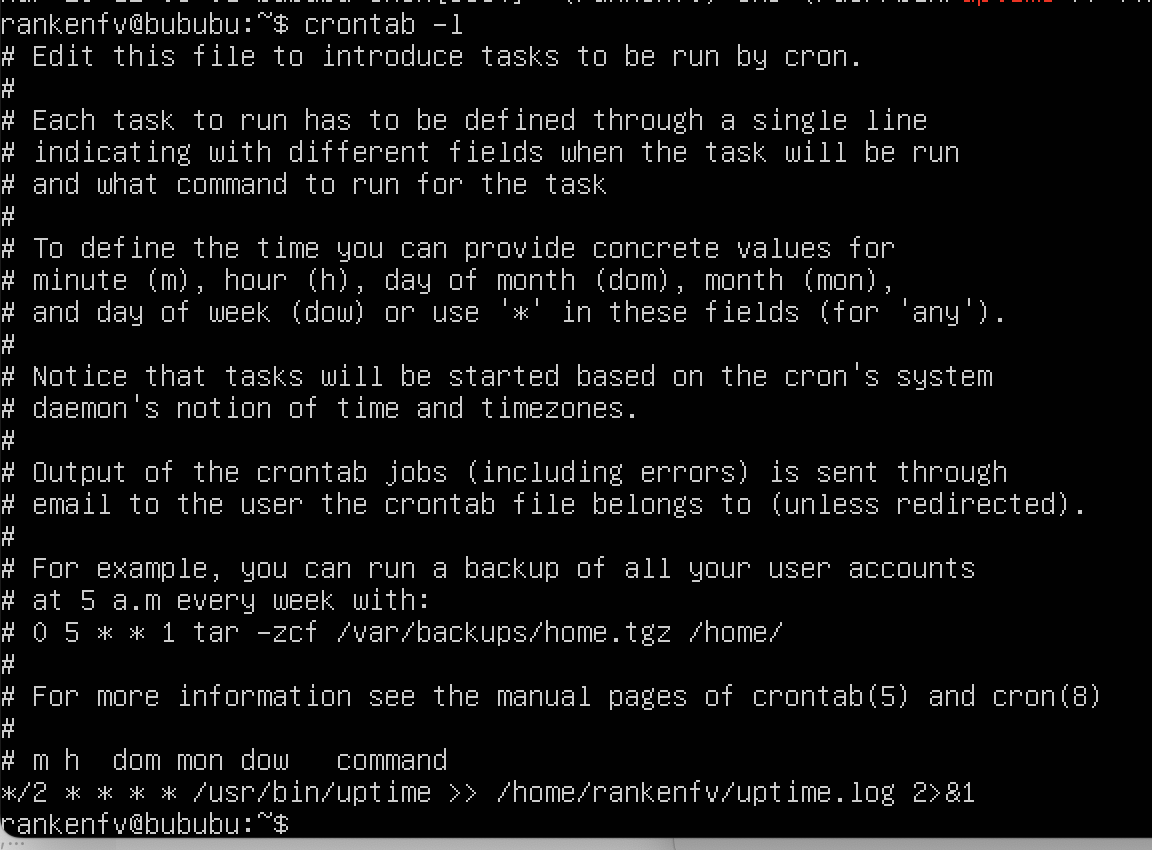 rankenfv@bububu:~$ crontab -l
# Edit this file to introduce tasks to be run by cron.
#
# Each task to run has to be defined through a single line
# indicating with different fields when the task will be run
# and what command to run for the task
#
# To define the time you can provide concrete values for
# minute (m), hour (h), day of month (dom), month (mon),
# and day of week (dow) or use '*' in these fields (for 'any').
#
# Notice that tasks will be started based on the cron's system
# daemon's notion of time and timezones.
#
# Output of the crontab jobs (including errors) is sent through
# email to the user the crontab file belongs to (unless redirected).
#
# For example, you can run a backup of all your user accounts
# at 5 a.m every week with:
# 0 5 * * 1 tar -zcf /var/backups/home.tgz /home/
#
# For more information see the manual pages of crontab(5) and cron(8)
#
# m h  dom mon dow   command
*/2 * * * * /usr/bin/uptime >> /home/rankenfv/uptime.log 2>&1
rankenfv@bububu:~$